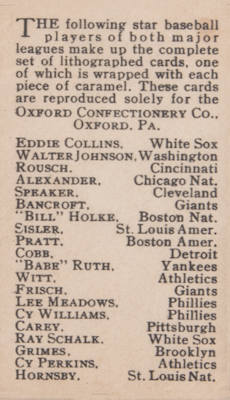 THE following star baseball
players of both major
leagues make up the complete
set of lithographed cards, one
of which is wrapped with each
piece of caramel. These cards
are reproduced solely for the
OXFORD CONFECTIONERY CO.,
OXFORD, PA.
EDDIE COLLINS, White Sox
WALTER JOHNSON, Washington
ROUSCH. Cincinnati
ALEXANDER, Chicago Nat.
SPEAKER, Cleveland
BANCROFT, Giants
"BILL" HOLKE, Boston Nat.
SISLER, St. Louis Amer.
PRATT, Boston Amer.
COBB, Detroit
"BABE" RUTH, Yankees
WITT, Athletics
FRISCH, Giants
LEE MEADOWS, Phillies
CY WILLIAMS, Phillies
CAREY, Pittsburgh
RAY SCHALK, White Sox
GRIMES, Brooklyn
CY PERKINS, Athletics
HORNSBY, St. Louis Nat.